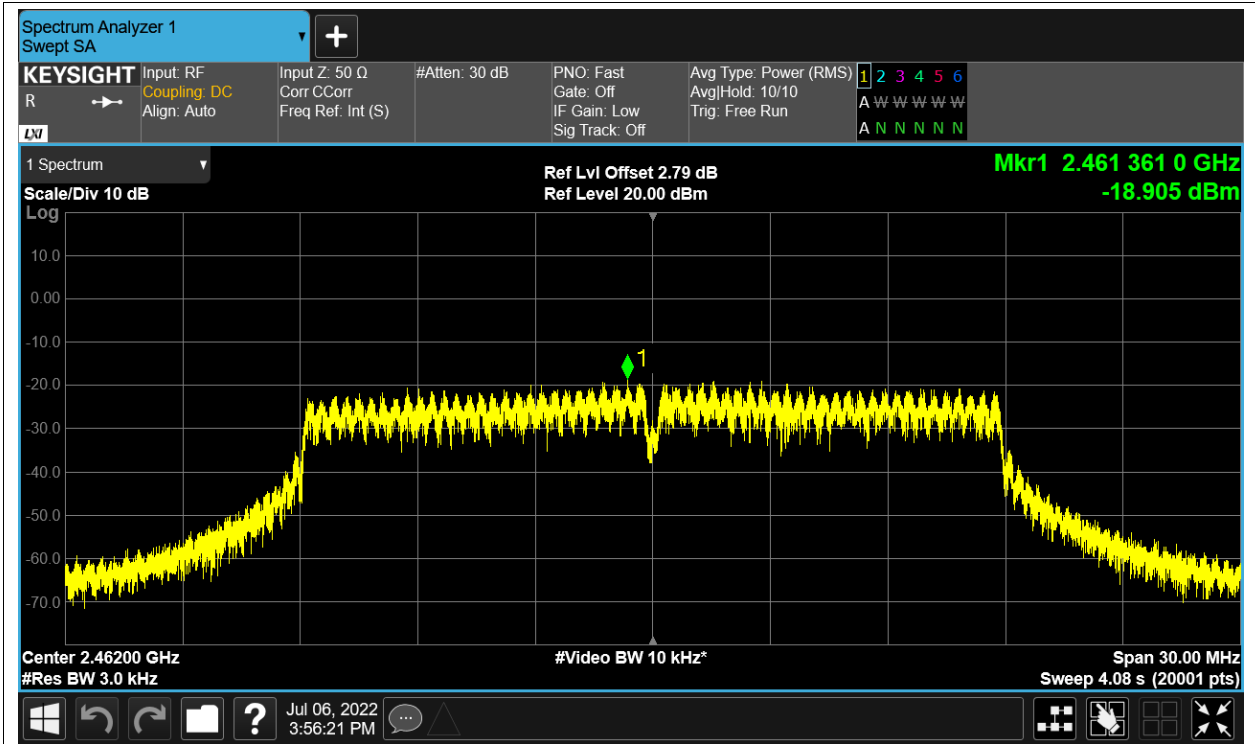 Spectrum Analyzer 1
Swept SA
KEYSIGHT
R
LXI
Input: RF
Coupling: DC
Align: Auto
Input Z: 50 Ω
Corr CCorr
Freq Ref: Int (S)
#Atten: 30 dB
PNO: Fast
Gate: Off
IF Gain: Low
Sig Track: Off
Avg Type: Power (RMS)
Avg|Hold: 10/10
Trig: Free Run
1 2 3 4 5 6
A W W W W W
A N N N N N
1 Spectrum
Scale/Div 10 dB
Log
Ref Lvl Offset 2.79 dB
Ref Level 20.00 dBm
Mkr1 2.461 361 0 GHz
-18.905 dBm
10.0
0.00
-10.0
1
-20.0
-30.0
-40.0
-50.0
-60.0
-70.0
Center 2.46200 GHz
#Video BW 10 kHz*
Span 30.00 MHz
#Res BW 3.0 kHz
Sweep 4.08 s (20001 pts)
?
Jul 06, 2022
3:56:21 PM